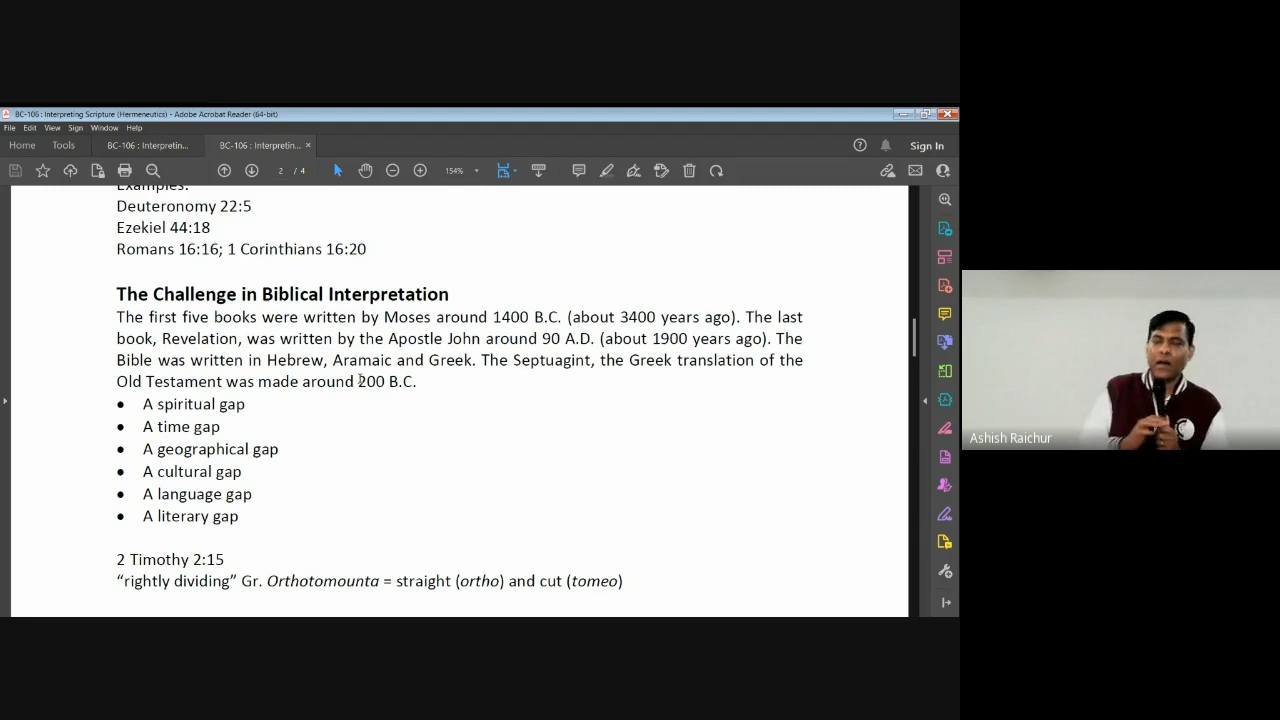 BC-106 : Interpreting Scripture (Hermeneutics) - Adobe Acrobat Reader (64-bit)
File Edit View Sign Window Help
Home Tools BC-106 : Interpretin... BC-106 : Interpretin... × Sign In
2 / 4 154%
Examples:
Deuteronomy 22:5
Ezekiel 44:18
Romans 16:16; 1 Corinthians 16:20
The Challenge in Biblical Interpretation
The first five books were written by Moses around 1400 B.C. (about 3400 years ago). The last
book, Revelation, was written by the Apostle John around 90 A.D. (about 1900 years ago). The
Bible was written in Hebrew, Aramaic and Greek. The Septuagint, the Greek translation of the
Old Testament was made around 200 B.C.
• A spiritual gap
• A time gap
• A geographical gap
• A cultural gap
• A language gap
• A literary gap
2 Timothy 2:15
“rightly dividing” Gr. Orthotomounta = straight (ortho) and cut (tomeo)
Ashish Raichur